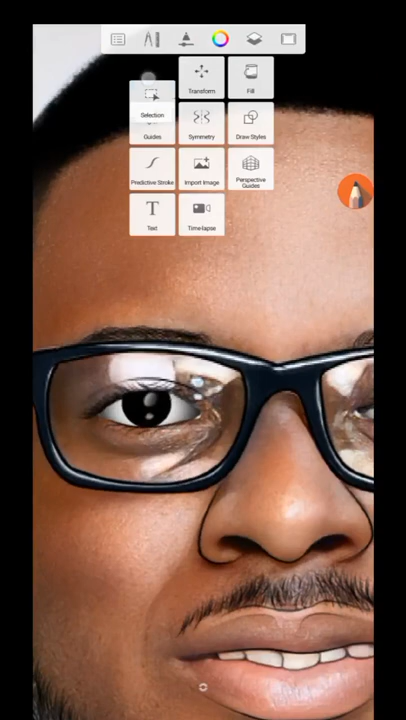 Transform
Fill
Selection
Guides
Symmetry
Draw Styles
Predictive Stroke
Import Image
Perspective
Guides
T
Text
Time-lapse